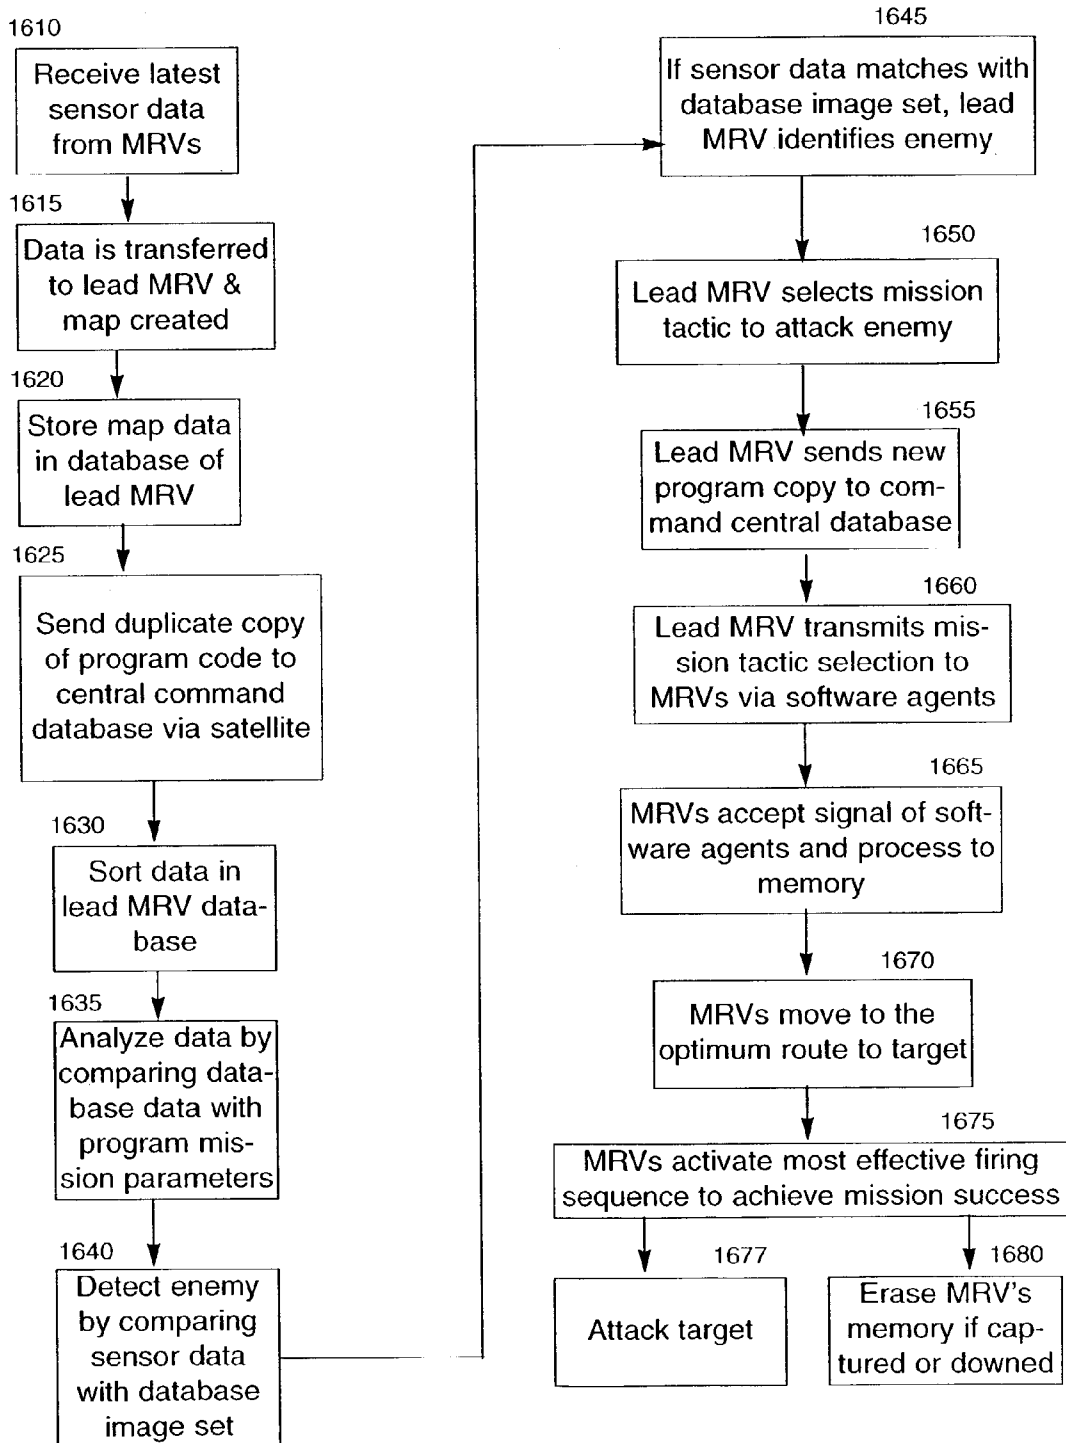 1610
Receive latest
sensor data
from MRVs
1615
Data is transferred
to lead MRV &
map created
1620
Store map data
in database of
lead MRV
1625
Send duplicate copy
of program code to
central command
database via satellite
1630
Sort data in
lead MRV data-
base
1635
Analyze data by
comparing data-
base data with
program mis-
sion parameters
1640
Detect enemy
by comparing
sensor data
with database
image set
1645
If sensor data matches with
database image set, lead
MRV identifies enemy
1650
Lead MRV selects mission
tactic to attack enemy
1655
Lead MRV sends new
program copy to com-
mand central database
1660
Lead MRV transmits mis-
sion tactic selection to
MRVs via software agents
1665
MRVs accept signal of soft-
ware agents and process to
memory
1670
MRVs move to the
optimum route to target
1675
MRVs activate most effective firing
sequence to achieve mission success
1677
Attack target
1680
Erase MRV's
memory if cap-
tured or downed